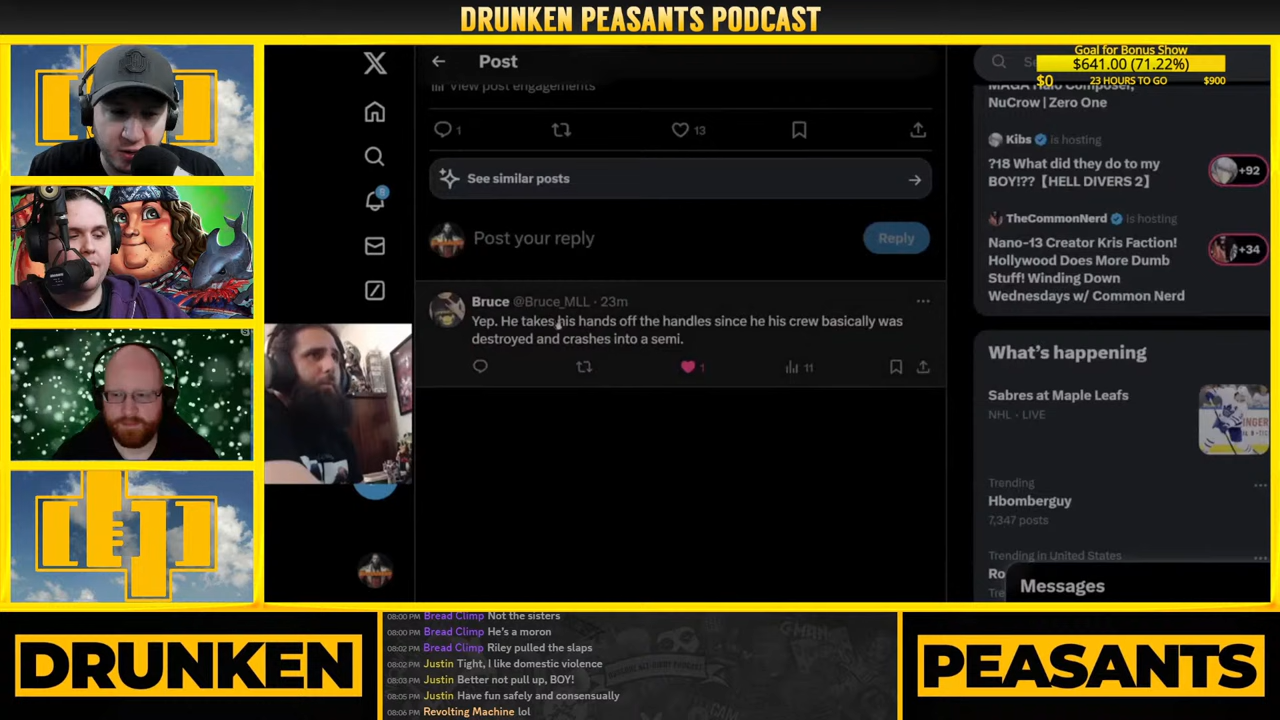 DRUNKEN PEASANTS PODCAST
Goal for Bonus Show
$641.00 (71.22%)
$0 23 HOURS TO GO $900
X
Post
View post engagements
1 13
See similar posts
Post your reply
Reply
Bruce @Bruce_MLL · 23m
Yep. He takes his hands off the handles since he his crew basically was
destroyed and crashes into a semi.
1 11
NuCrow | Zero One
Kibs is hosting
?18 What did they do to my
BOY!?? 【HELL DIVERS 2】
+92
TheCommonNerd is hosting
Nano-13 Creator Kris Faction!
Hollywood Does More Dumb
Stuff! Winding Down
Wednesdays w/ Common Nerd
+34
What's happening
Sabres at Maple Leafs
NHL · LIVE
Trending
Hbomberguy
7,347 posts
Trending in United States
Ro
Tre
Messages
08:00 PM Bread Climp Not the sisters
08:00 PM Bread Climp He's a moron
08:02 PM Bread Climp Riley pulled the slaps
08:02 PM Justin Tight, I like domestic violence
08:03 PM Justin Better not pull up, BOY!
08:05 PM Justin Have fun safely and consensually
08:06 PM Revolting Machine lol
DRUNKEN
PEASANTS